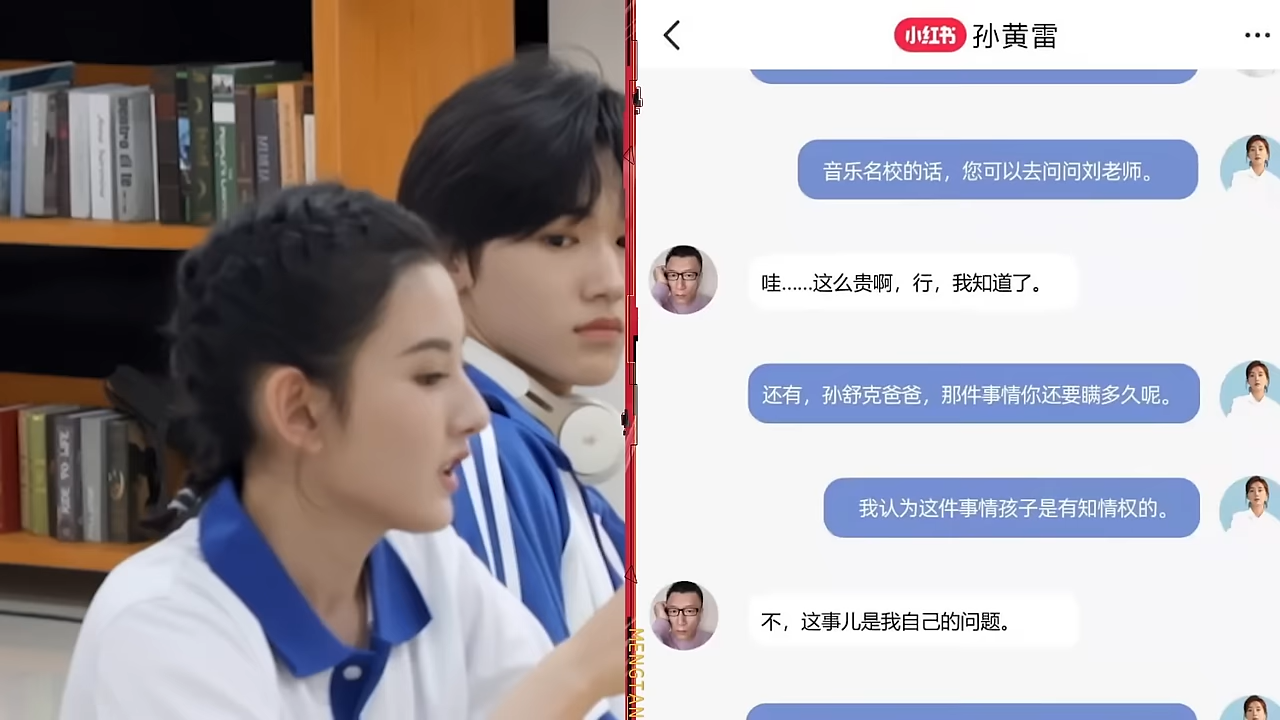 小红书 孙黄雷
音乐名校的话，您可以去问问刘老师。
哇……这么贵啊，行，我知道了。
还有，孙舒克爸爸，那件事情你还要瞒多久呢。
我认为这件事情孩子是有知情权的。
不，这事儿是我自己的问题。
MENGTAN